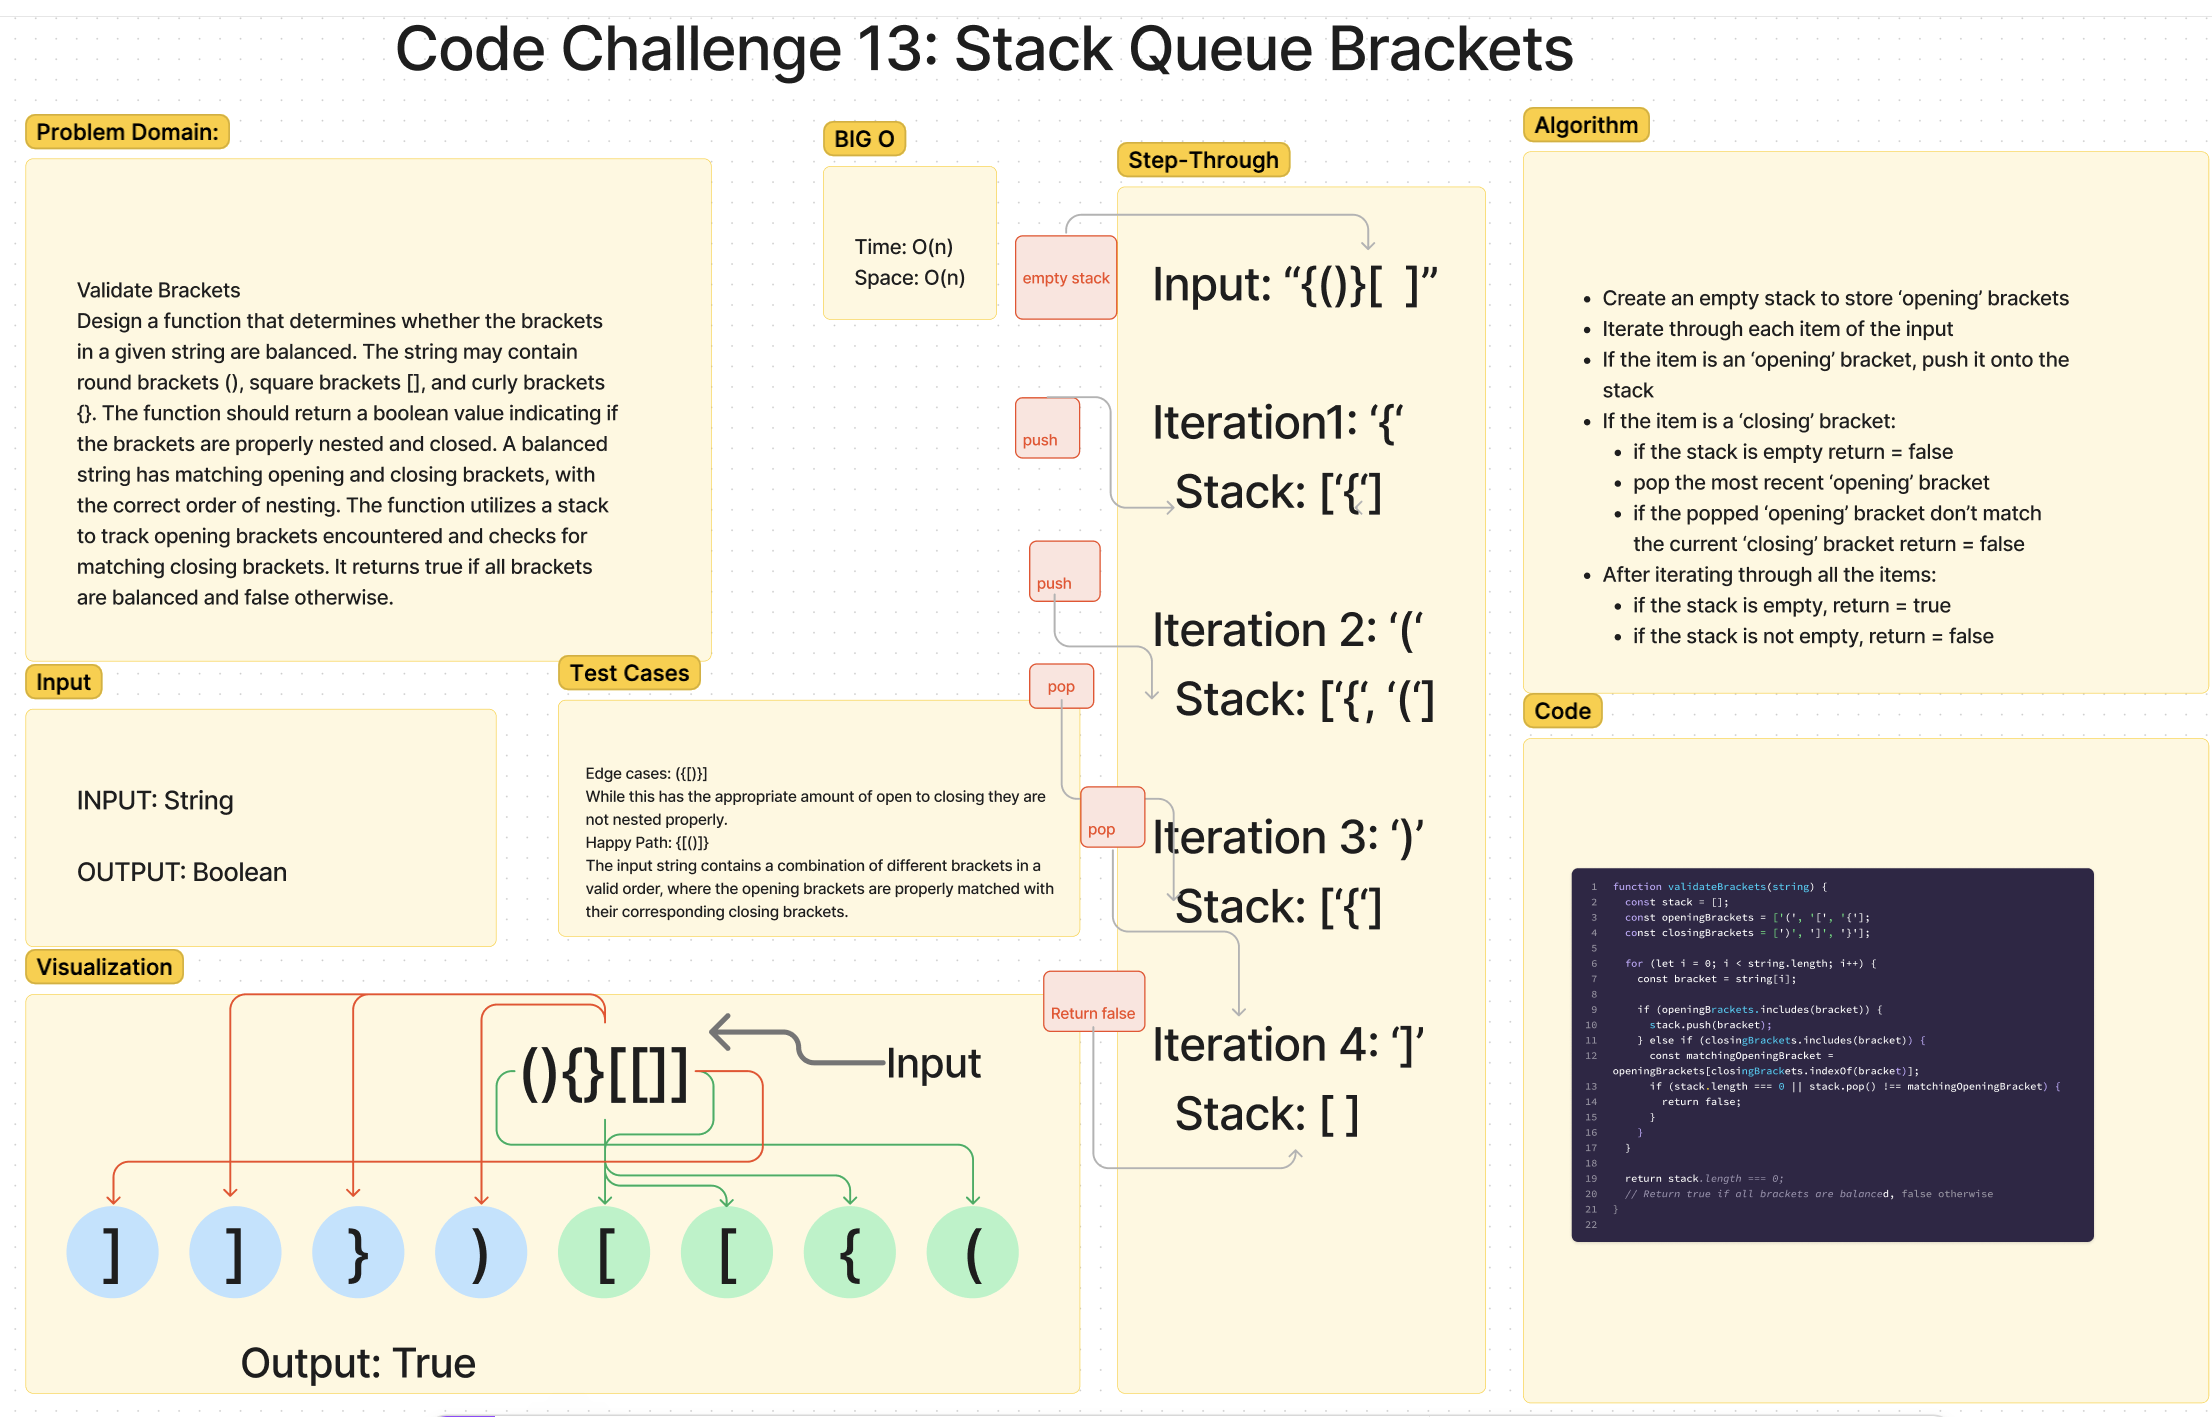 Code Challenge 13: Stack Queue Brackets
Problem Domain:
Validate Brackets
Design a function that determines whether the brackets
in a given string are balanced. The string may contain
round brackets (), square brackets [], and curly brackets
{}. The function should return a boolean value indicating if
the brackets are properly nested and closed. A balanced
string has matching opening and closing brackets, with
the correct order of nesting. The function utilizes a stack
to track opening brackets encountered and checks for
matching closing brackets. It returns true if all brackets
are balanced and false otherwise.
Input
INPUT: String
OUTPUT: Boolean
Test Cases
Edge cases: ({[)}]
While this has the appropriate amount of open to closing they are
not nested properly.
Happy Path: {[()]}
The input string contains a combination of different brackets in a
valid order, where the opening brackets are properly matched with
their corresponding closing brackets.
Visualization
(){}[[]]
Input
] ] } ) [ [ { (
Output: True
BIG O
Time: O(n)
Space: O(n)
Step-Through
empty stack
Input: “{()}[  ]”
push
Iteration1: ‘{‘
Stack: [‘{‘]
push
Iteration 2: ‘(‘
Stack: [‘{‘, ‘(‘]
pop
pop
Iteration 3: ‘)’
Stack: [‘{‘]
Return false
Iteration 4: ‘]’
Stack: [ ]
Algorithm
• Create an empty stack to store ‘opening’ brackets
• Iterate through each item of the input
• If the item is an ‘opening’ bracket, push it onto the
stack
• If the item is a ‘closing’ bracket:
• if the stack is empty return = false
• pop the most recent ‘opening’ bracket
• if the popped ‘opening’ bracket don’t match
the current ‘closing’ bracket return = false
• After iterating through all the items:
• if the stack is empty, return = true
• if the stack is not empty, return = false
Code
1 function validateBrackets(string) {
2 const stack = [];
3 const openingBrackets = ['(', '[', '{'];
4 const closingBrackets = [')', ']', '}'];
5
6 for (let i = 0; i < string.length; i++) {
7 const bracket = string[i];
8
9 if (openingBrackets.includes(bracket)) {
10 stack.push(bracket);
11 } else if (closingBrackets.includes(bracket)) {
12 const matchingOpeningBracket =
openingBrackets[closingBrackets.indexOf(bracket)];
13 if (stack.length === 0 || stack.pop() !== matchingOpeningBracket) {
14 return false;
15 }
16 }
17 }
18
19 return stack.length === 0;
20 // Return true if all brackets are balanced, false otherwise
21 }
22